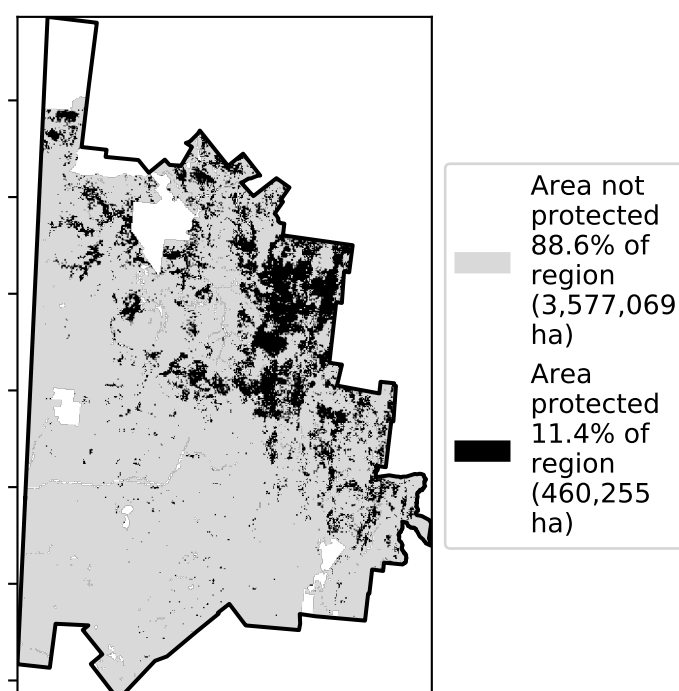 Area not
protected
88.6% of
region
(3,577,069
ha)
Area
protected
11.4% of
region
(460,255
ha)